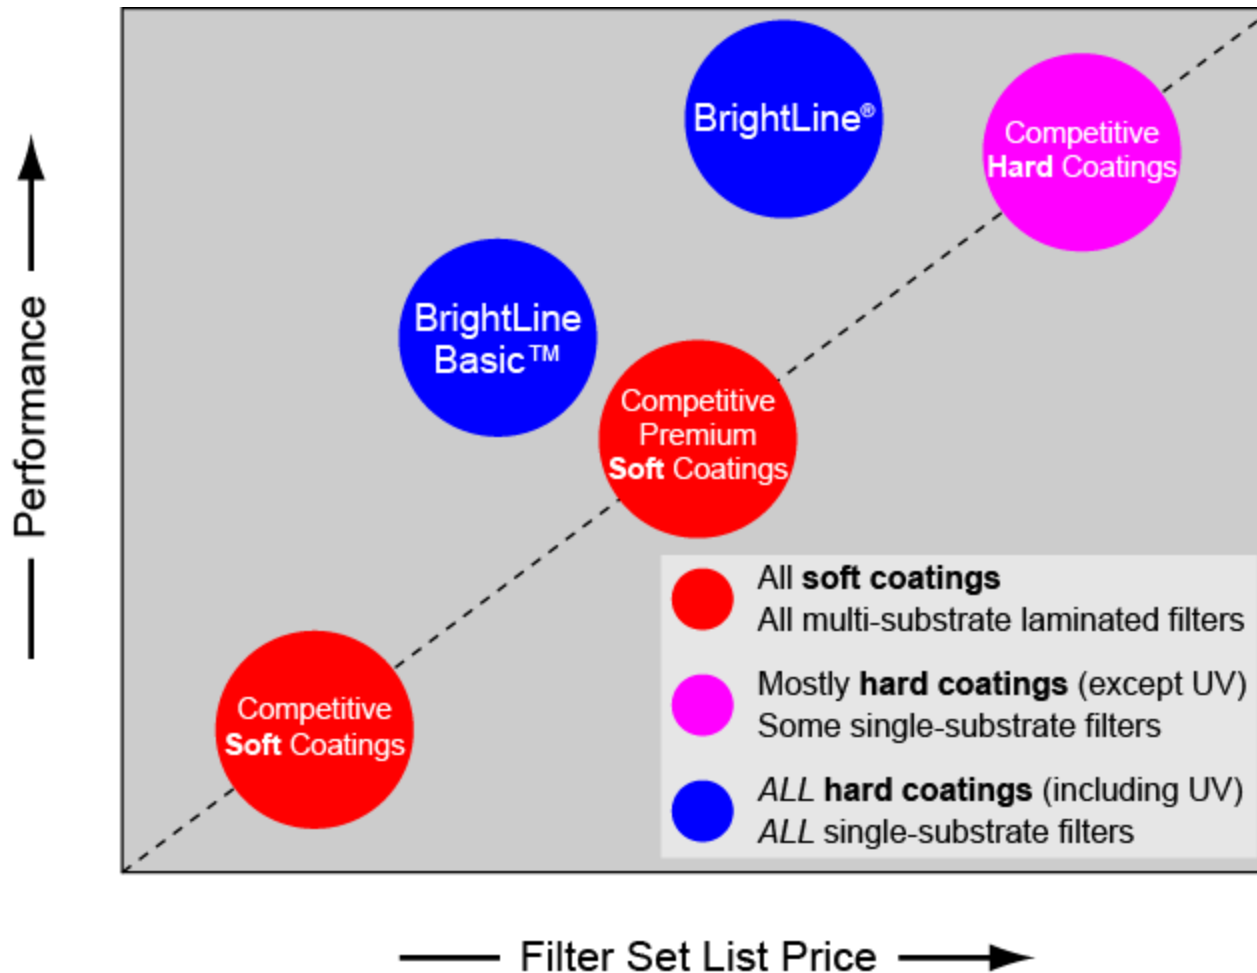 BrightLine®
Competitive
Hard Coatings
BrightLine
Basic™
Competitive
Premium
Soft Coatings
Competitive
Soft Coatings
All soft coatings
All multi-substrate laminated filters
Mostly hard coatings (except UV)
Some single-substrate filters
ALL hard coatings (including UV)
ALL single-substrate filters
Performance
Filter Set List Price